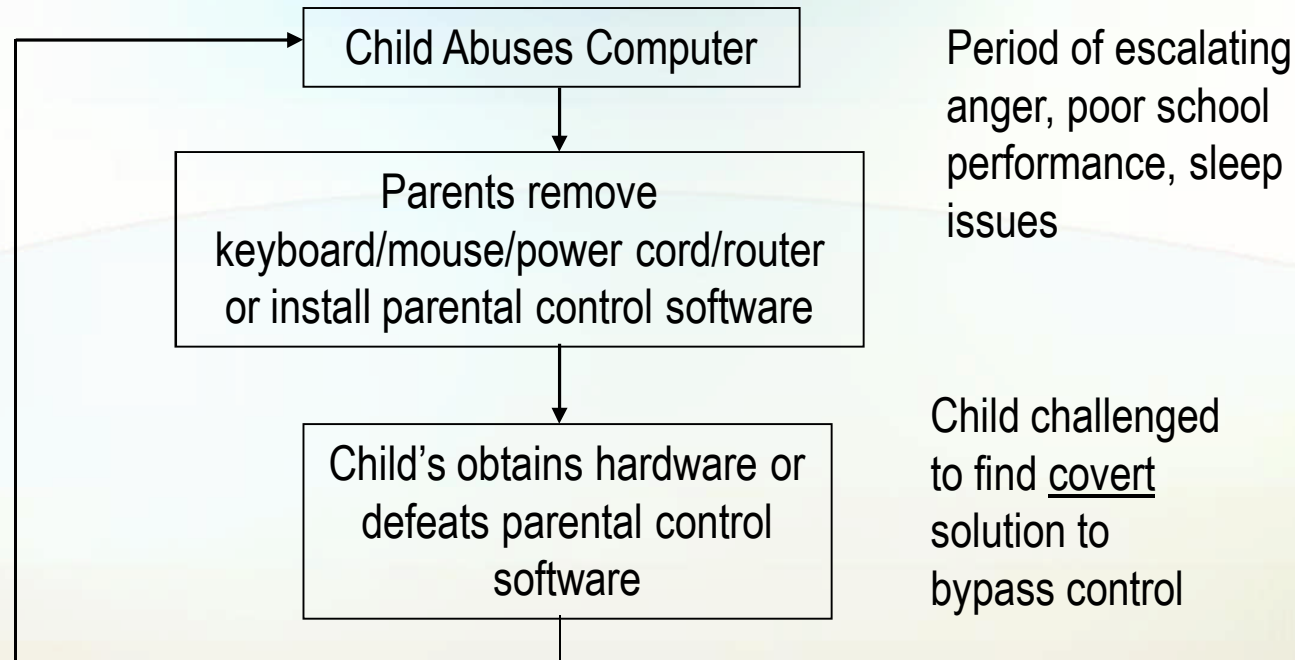 Child Abuses Computer
Period of escalating
anger, poor school
performance, sleep
issues
Parents remove
keyboard/mouse/power cord/router
or install parental control software
Child’s obtains hardware or
defeats parental control
software
Child challenged
to find covert
solution to
bypass control